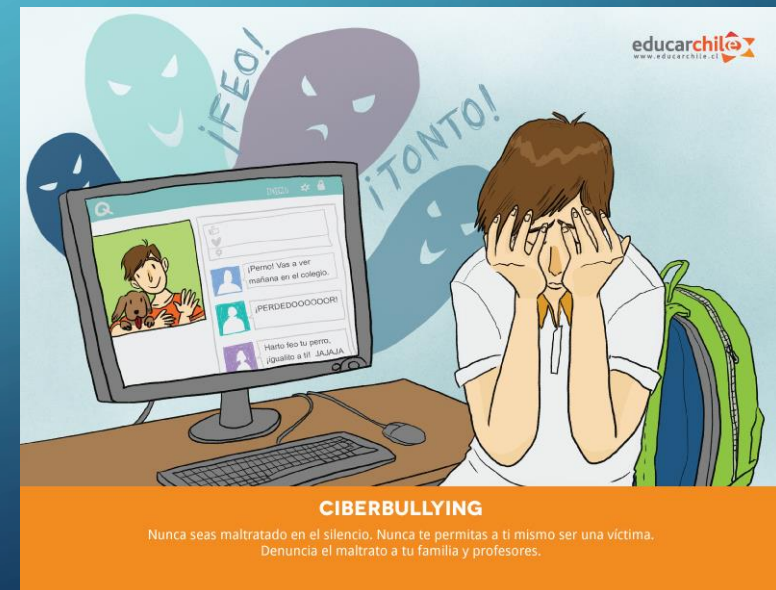 educarchile
www.educarchile.cl
¡FEO!
¡TONTO!
INICIO
¡Perno! Vas a ver
mañana en el colegio.
¡PERDEDOOOOOOR!
Harto feo tu perro,
¡igualito a ti! JAJAJA
CIBERBULLYING
Nunca seas maltratado en el silencio. Nunca te permitas a ti mismo ser una víctima.
Denuncia el maltrato a tu familia y profesores.